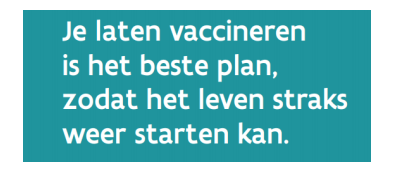 Je laten vaccineren
is het beste plan,
zodat het leven straks
weer starten kan.